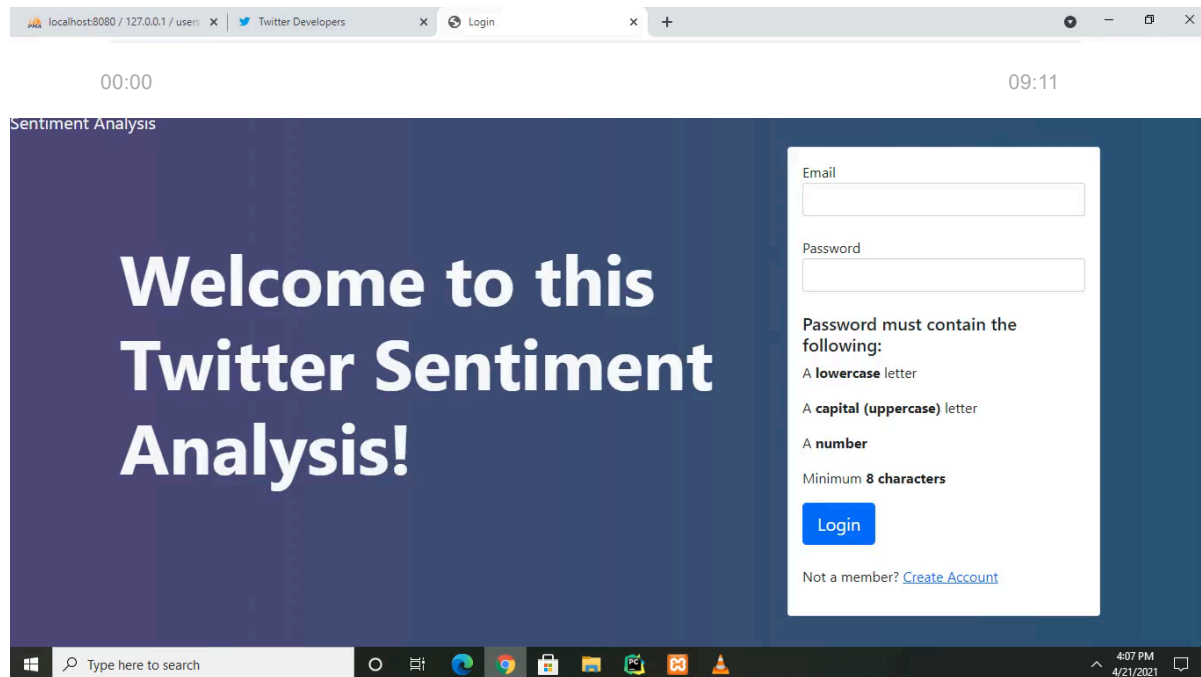 localhost:8080 / 127.0.0.1 / users
Twitter Developers
Login
00:00
09:11
Sentiment Analysis
Welcome to this
Twitter Sentiment
Analysis!
Email
Password
Password must contain the
following:
A lowercase letter
A capital (uppercase) letter
A number
Minimum 8 characters
Login
Not a member? Create Account
Type here to search
4:07 PM
4/21/2021